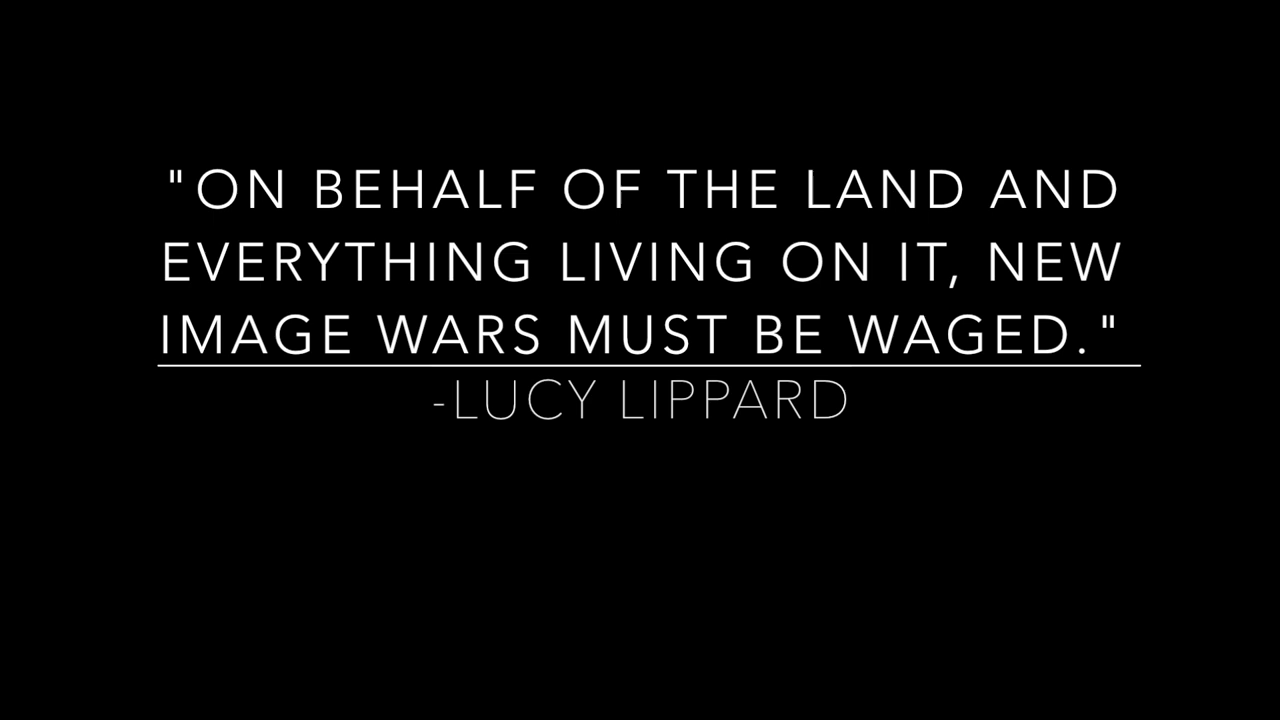 "ON BEHALF OF THE LAND AND
EVERYTHING LIVING ON IT, NEW
IMAGE WARS MUST BE WAGED."
-LUCY LIPPARD